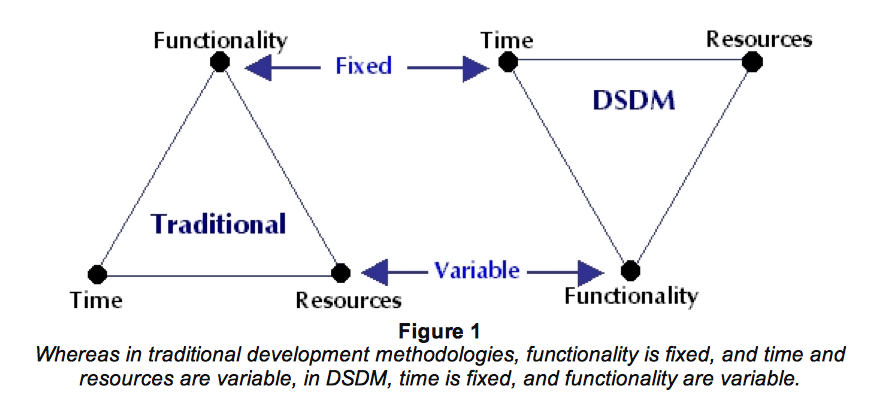 Functionality
Fixed
Time
Resources
DSDM
Traditional
Variable
Time
Resources
Functionality
Figure 1
Whereas in traditional development methodologies, functionality is fixed, and time and
resources are variable, in DSDM, time is fixed, and functionality are variable.